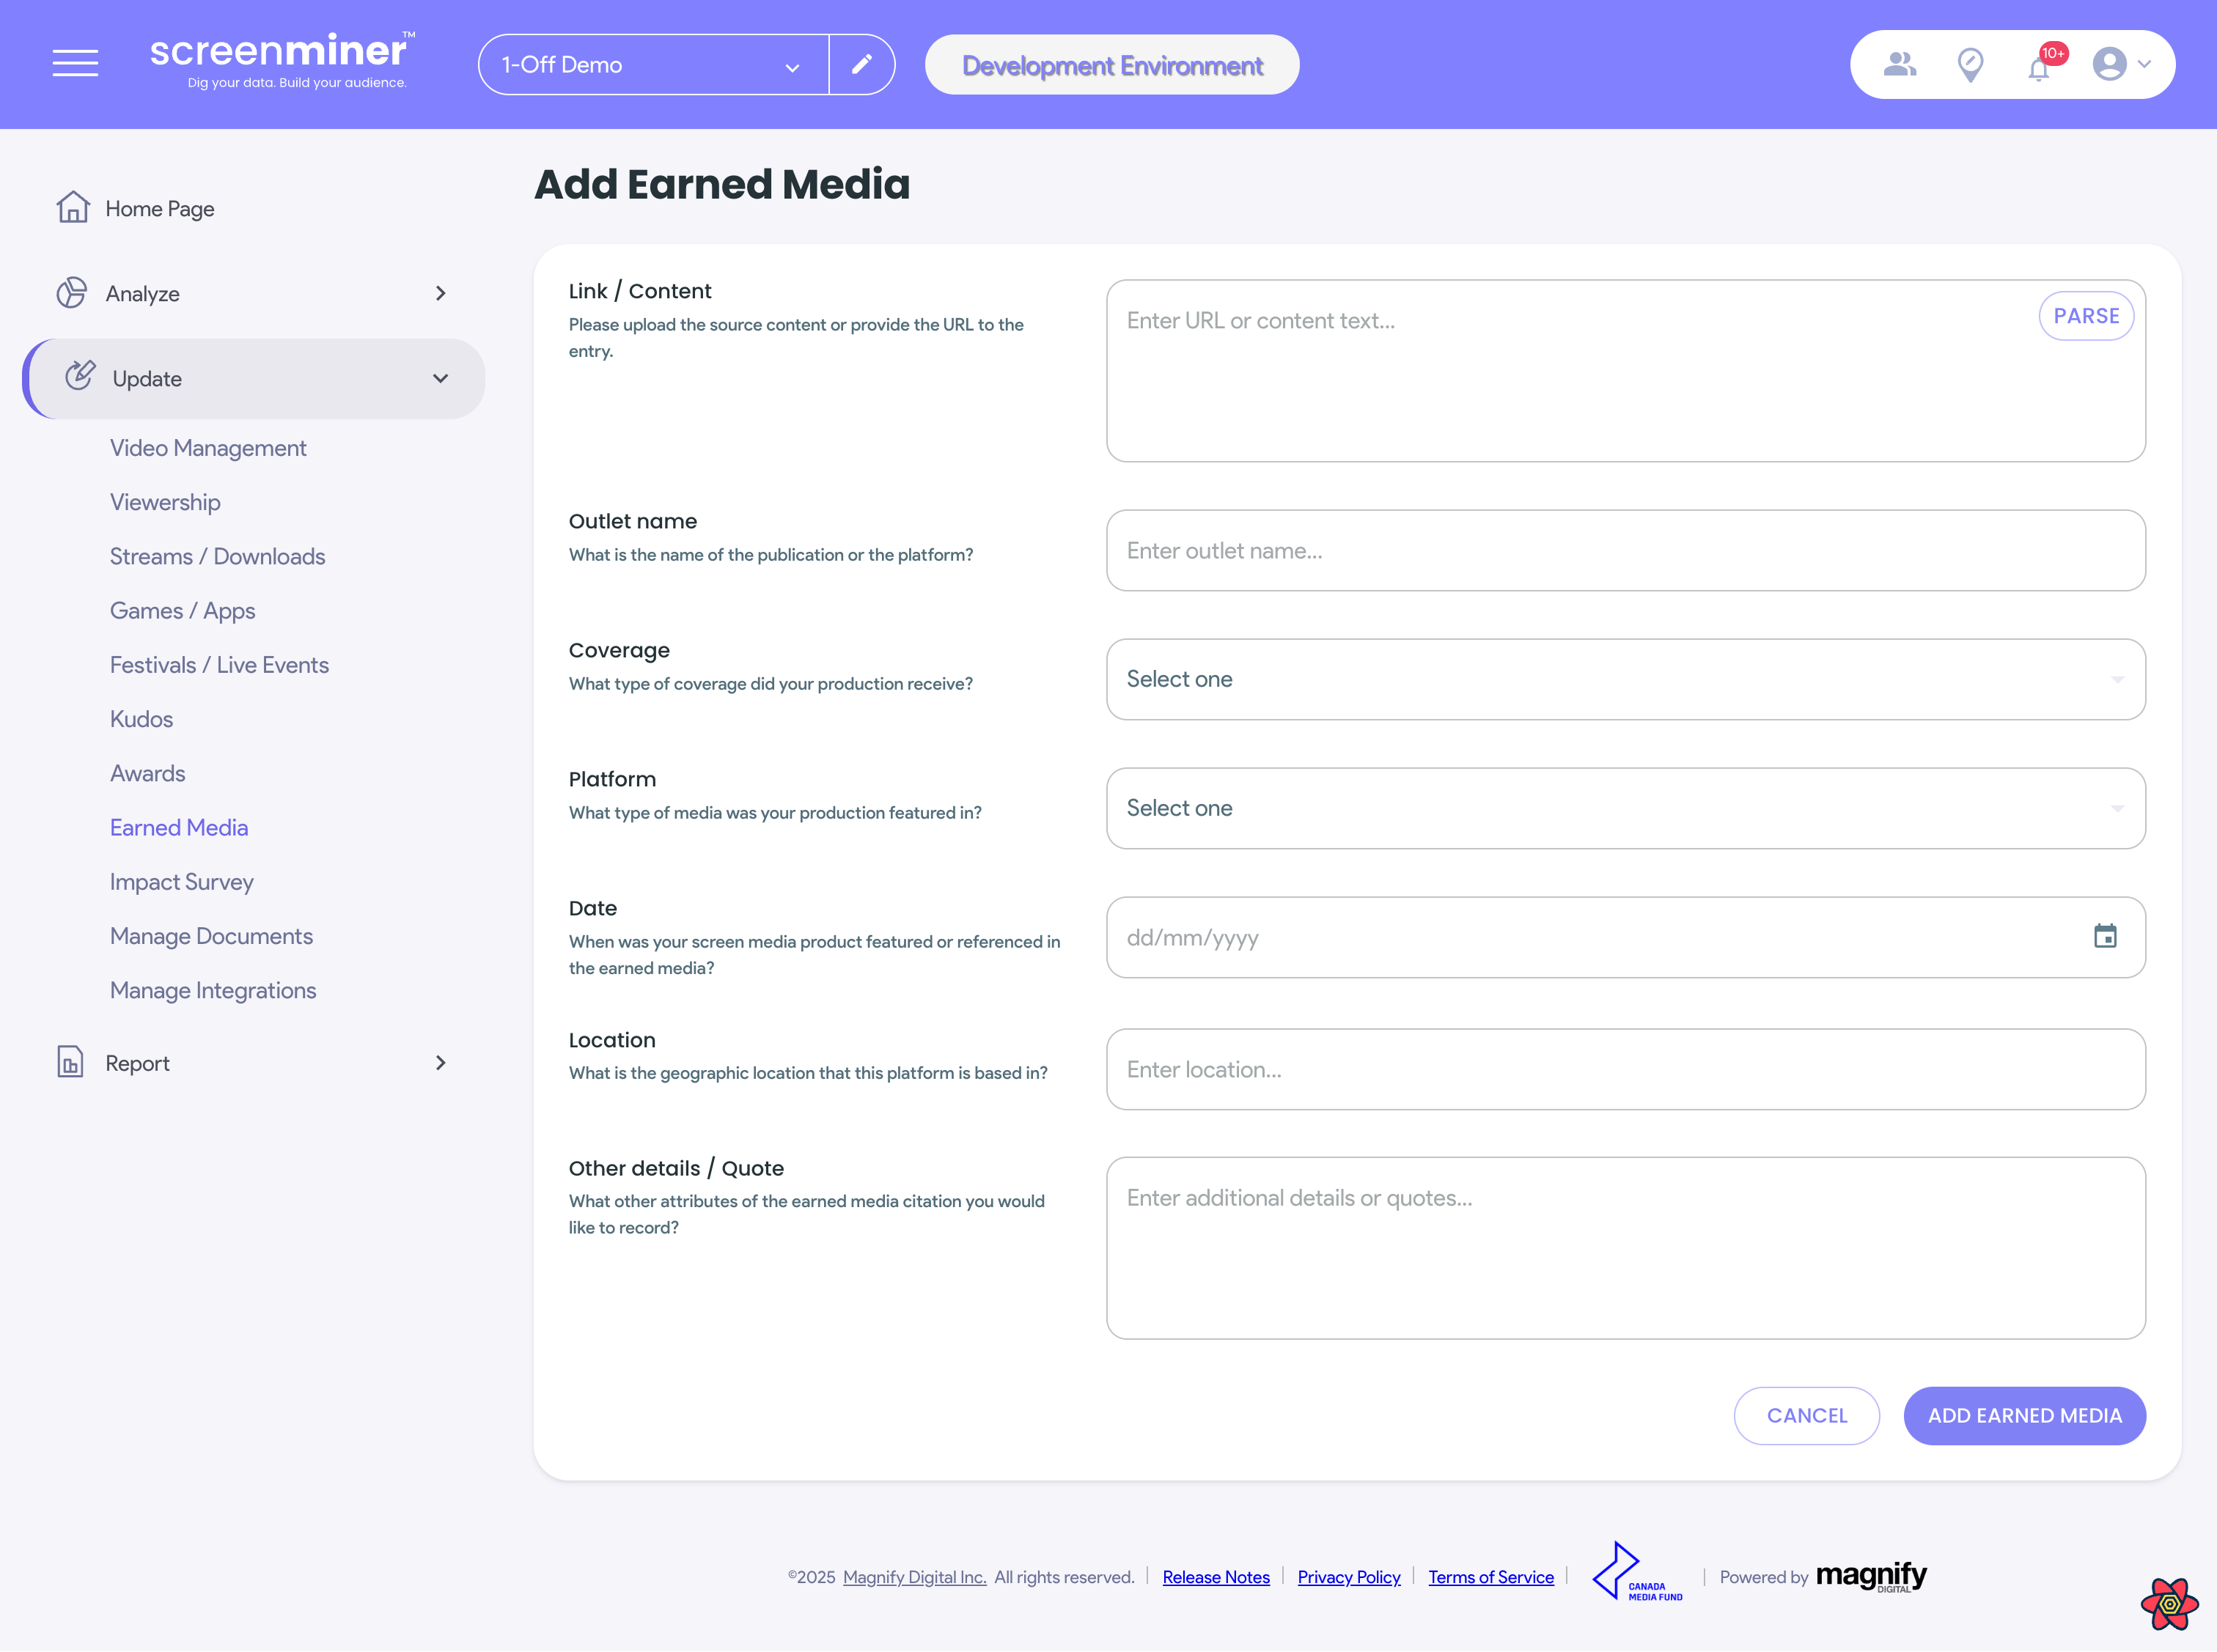 screenminer™
Dig your data. Build your audience.
1-Off Demo
Development Environment
10+
Home Page
Analyze
Update
Video Management
Viewership
Streams / Downloads
Games / Apps
Festivals / Live Events
Kudos
Awards
Earned Media
Impact Survey
Manage Documents
Manage Integrations
Report
Add Earned Media
Link / Content
Please upload the source content or provide the URL to the
entry.
Enter URL or content text...
PARSE
Outlet name
What is the name of the publication or the platform?
Enter outlet name...
Coverage
What type of coverage did your production receive?
Select one
Platform
What type of media was your production featured in?
Select one
Date
When was your screen media product featured or referenced in
the earned media?
dd/mm/yyyy
Location
What is the geographic location that this platform is based in?
Enter location...
Other details / Quote
What other attributes of the earned media citation you would
like to record?
Enter additional details or quotes...
CANCEL
ADD EARNED MEDIA
©2025 Magnify Digital Inc. All rights reserved. | Release Notes | Privacy Policy | Terms of Service |
CANADA
MEDIA FUND
| Powered by magnify
DIGITAL